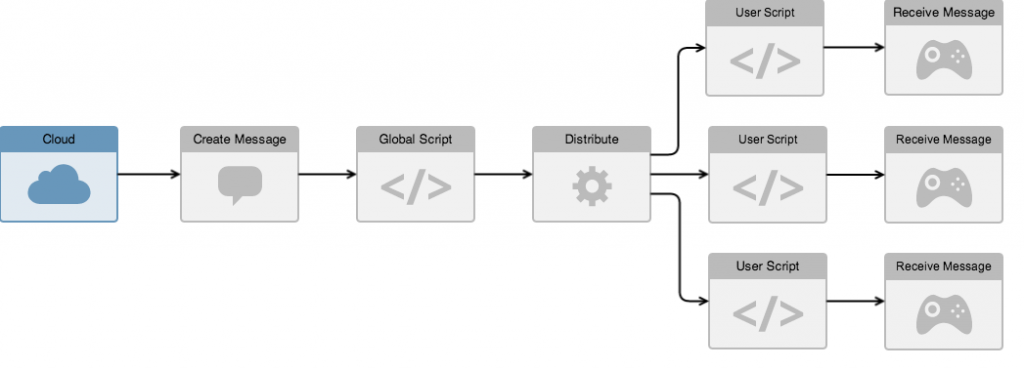 User Script
Receive Message
Cloud
Create Message
Global Script
Distribute
User Script
Receive Message
User Script
Receive Message